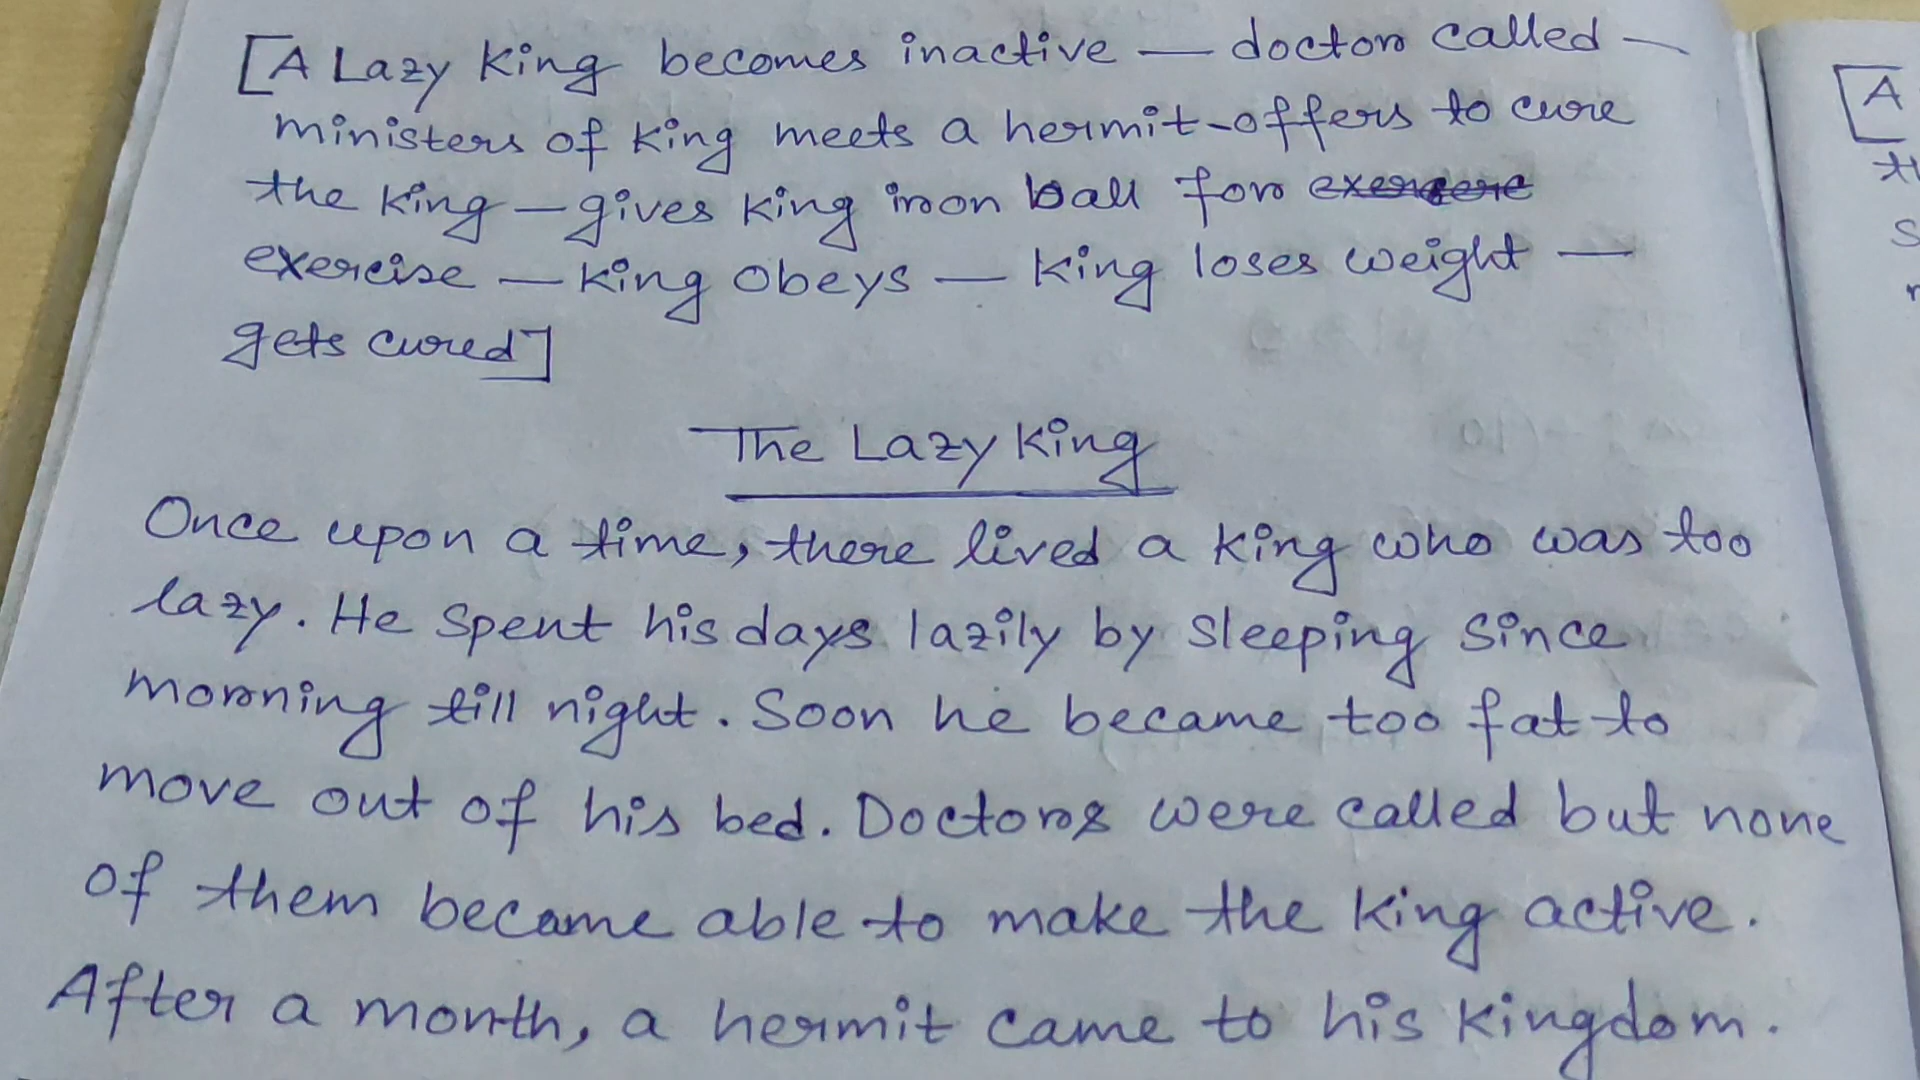 [A Lazy King becomes inactive — doctor called —
ministers of king meets a hermit-offers to cure
the king — gives king iron ball for
exercise — king obeys — king loses weight —
gets cured]
The Lazy King
Once upon a time, there lived a king who was too
lazy. He spent his days lazily by sleeping since
morning till night. Soon he became too fat to
move out of his bed. Doctors were called but none
of them became able to make the king active.
After a month, a hermit came to his kingdom.
[A